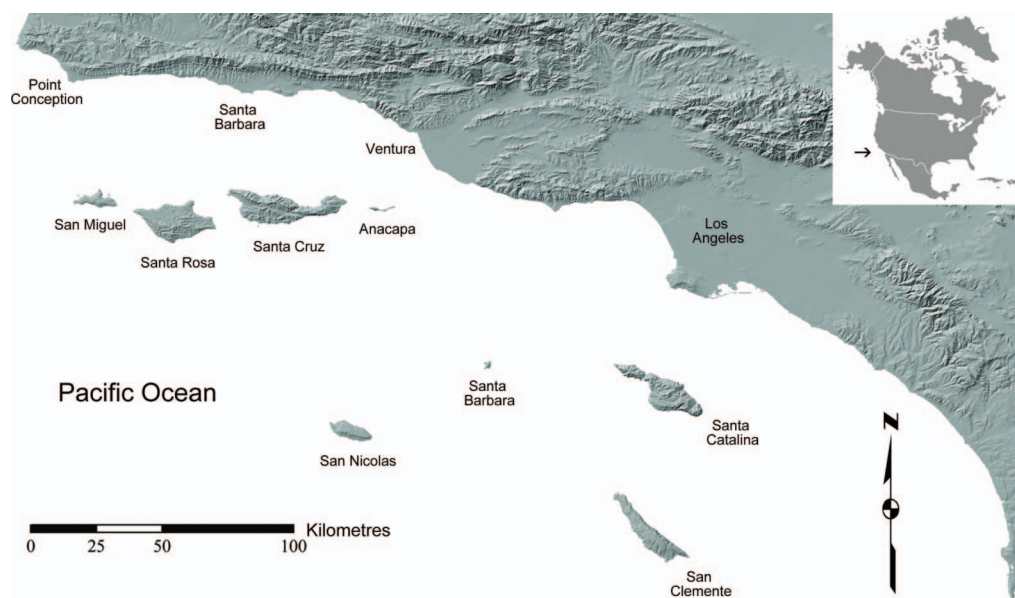 Point
Conception
Santa
Barbara
Ventura
San Miguel
Santa Rosa
Santa Cruz
Anacapa
Los
Angeles
Pacific Ocean
Santa
Barbara
Santa
Catalina
San Nicolas
San
Clemente
N
Kilometres
0 25 50 100